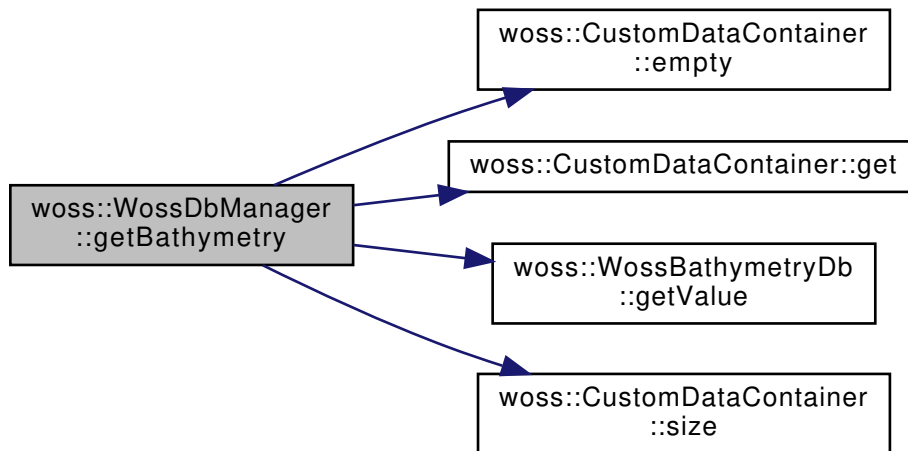 woss::WossDbManager
::getBathymetry
woss::CustomDataContainer
::empty
woss::CustomDataContainer::get
woss::WossBathymetryDb
::getValue
woss::CustomDataContainer
::size